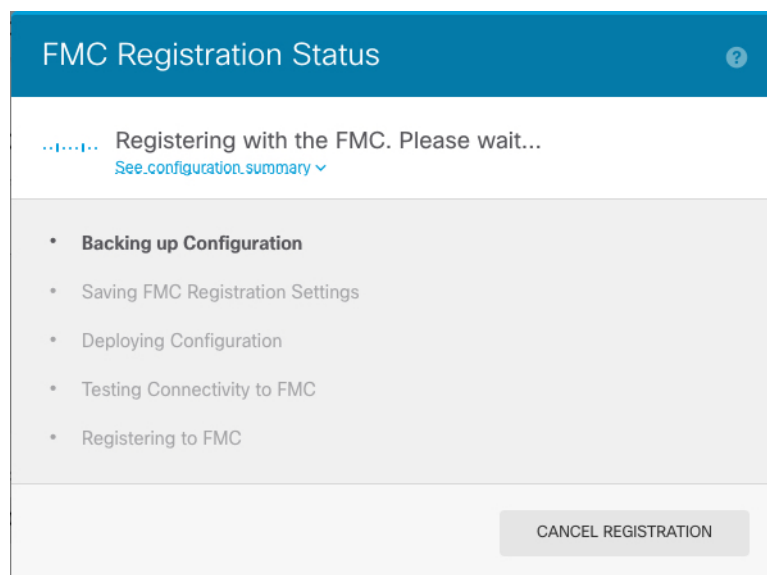 FMC Registration Status
Registering with the FMC. Please wait...
See configuration summary
Backing up Configuration
Saving FMC Registration Settings
Deploying Configuration
Testing Connectivity to FMC
Registering to FMC
CANCEL REGISTRATION